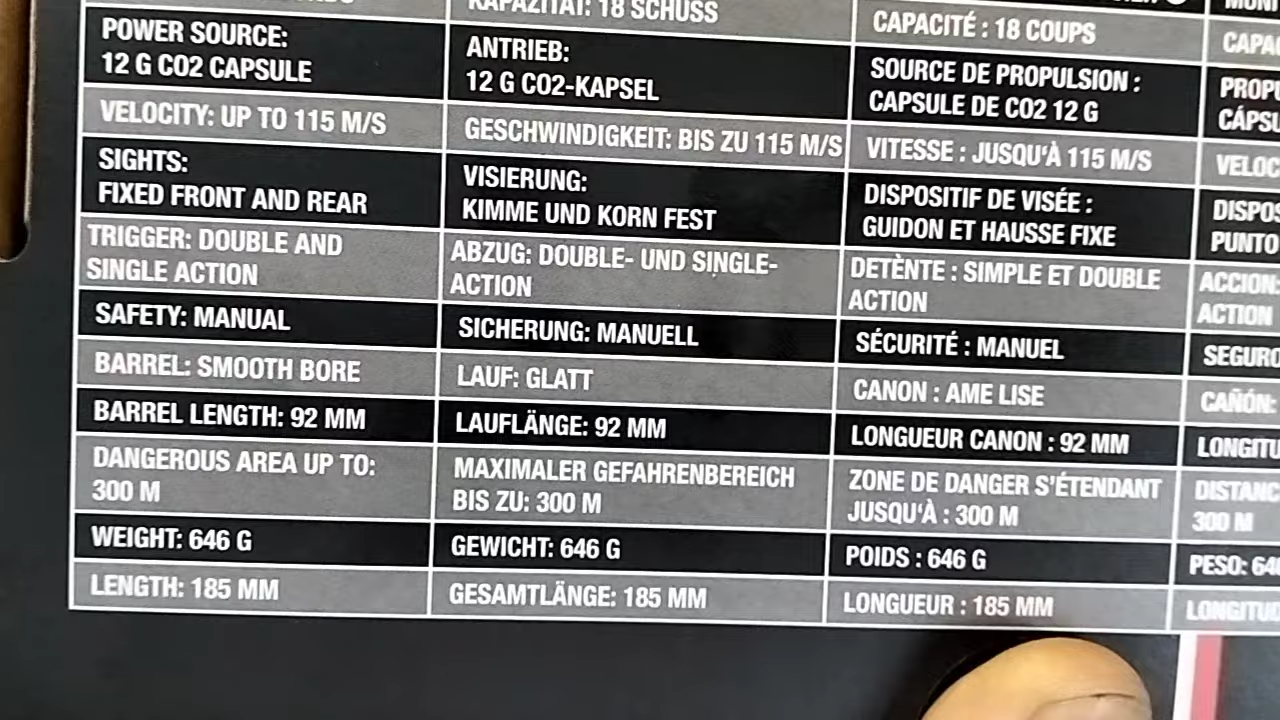 KAPAZITÄT: 18 SCHUSS
CAPACITÉ : 18 COUPS
POWER SOURCE:
12 G CO2 CAPSULE
ANTRIEB:
12 G CO2-KAPSEL
SOURCE DE PROPULSION :
CAPSULE DE CO2 12 G
VELOCITY: UP TO 115 M/S
GESCHWINDIGKEIT: BIS ZU 115 M/S
VITESSE : JUSQU‘À 115 M/S
SIGHTS:
FIXED FRONT AND REAR
VISIERUNG:
KIMME UND KORN FEST
DISPOSITIF DE VISÉE :
GUIDON ET HAUSSE FIXE
PUNTO
TRIGGER: DOUBLE AND
SINGLE ACTION
ABZUG: DOUBLE- UND SINGLE-
ACTION
DETÈNTE : SIMPLE ET DOUBLE
ACTION
ACCION:
ACTION
SAFETY: MANUAL
SICHERUNG: MANUELL
SÉCURITÉ : MANUEL
BARREL: SMOOTH BORE
LAUF: GLATT
CANON : AME LISE
CAÑÓN:
BARREL LENGTH: 92 MM
LAUFLÄNGE: 92 MM
LONGUEUR CANON : 92 MM
DANGEROUS AREA UP TO:
300 M
MAXIMALER GEFAHRENBEREICH
BIS ZU: 300 M
ZONE DE DANGER S'ÉTENDANT
JUSQU‘À : 300 M
300 M
WEIGHT: 646 G
GEWICHT: 646 G
POIDS : 646 G
PESO:
LENGTH: 185 MM
GESAMTLÄNGE: 185 MM
LONGUEUR : 185 MM